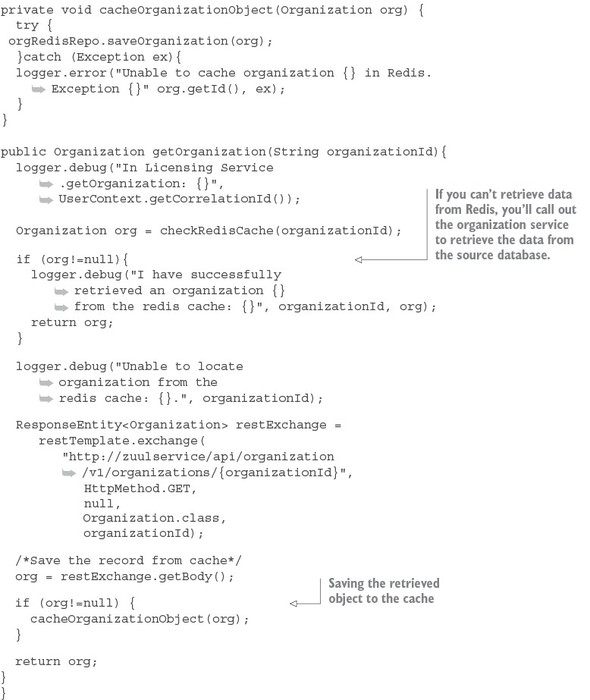 private void cacheOrganizationObject(Organization org) {
try {
orgRedisRepo.saveOrganization(org);
}catch (Exception ex){
logger.error("Unable to cache organization {} in Redis.
➥ Exception {}" org.getId(), ex);
}
}
public Organization getOrganization(String organizationId){
logger.debug("In Licensing Service
➥ .getOrganization: {}",
➥ UserContext.getCorrelationId());
If you can't retrieve data
from Redis, you'll call out
the organization service
to retrieve the data from
the source database.
Organization org = checkRedisCache(organizationId);
if (org!=null){
logger.debug("I have successfully
➥ retrieved an organization {}
➥ from the redis cache: {}", organizationId, org);
return org;
}
logger.debug("Unable to locate
➥ organization from the
➥ redis cache: {}.", organizationId);
ResponseEntity<Organization> restExchange =
restTemplate.exchange(
"http://zuulservice/api/organization
➥ /v1/organizations/{organizationId}",
HttpMethod.GET,
null,
Organization.class,
organizationId);
/*Save the record from cache*/
org = restExchange.getBody();
Saving the retrieved
object to the cache
if (org!=null) {
cacheOrganizationObject(org);
}
return org;
}
}